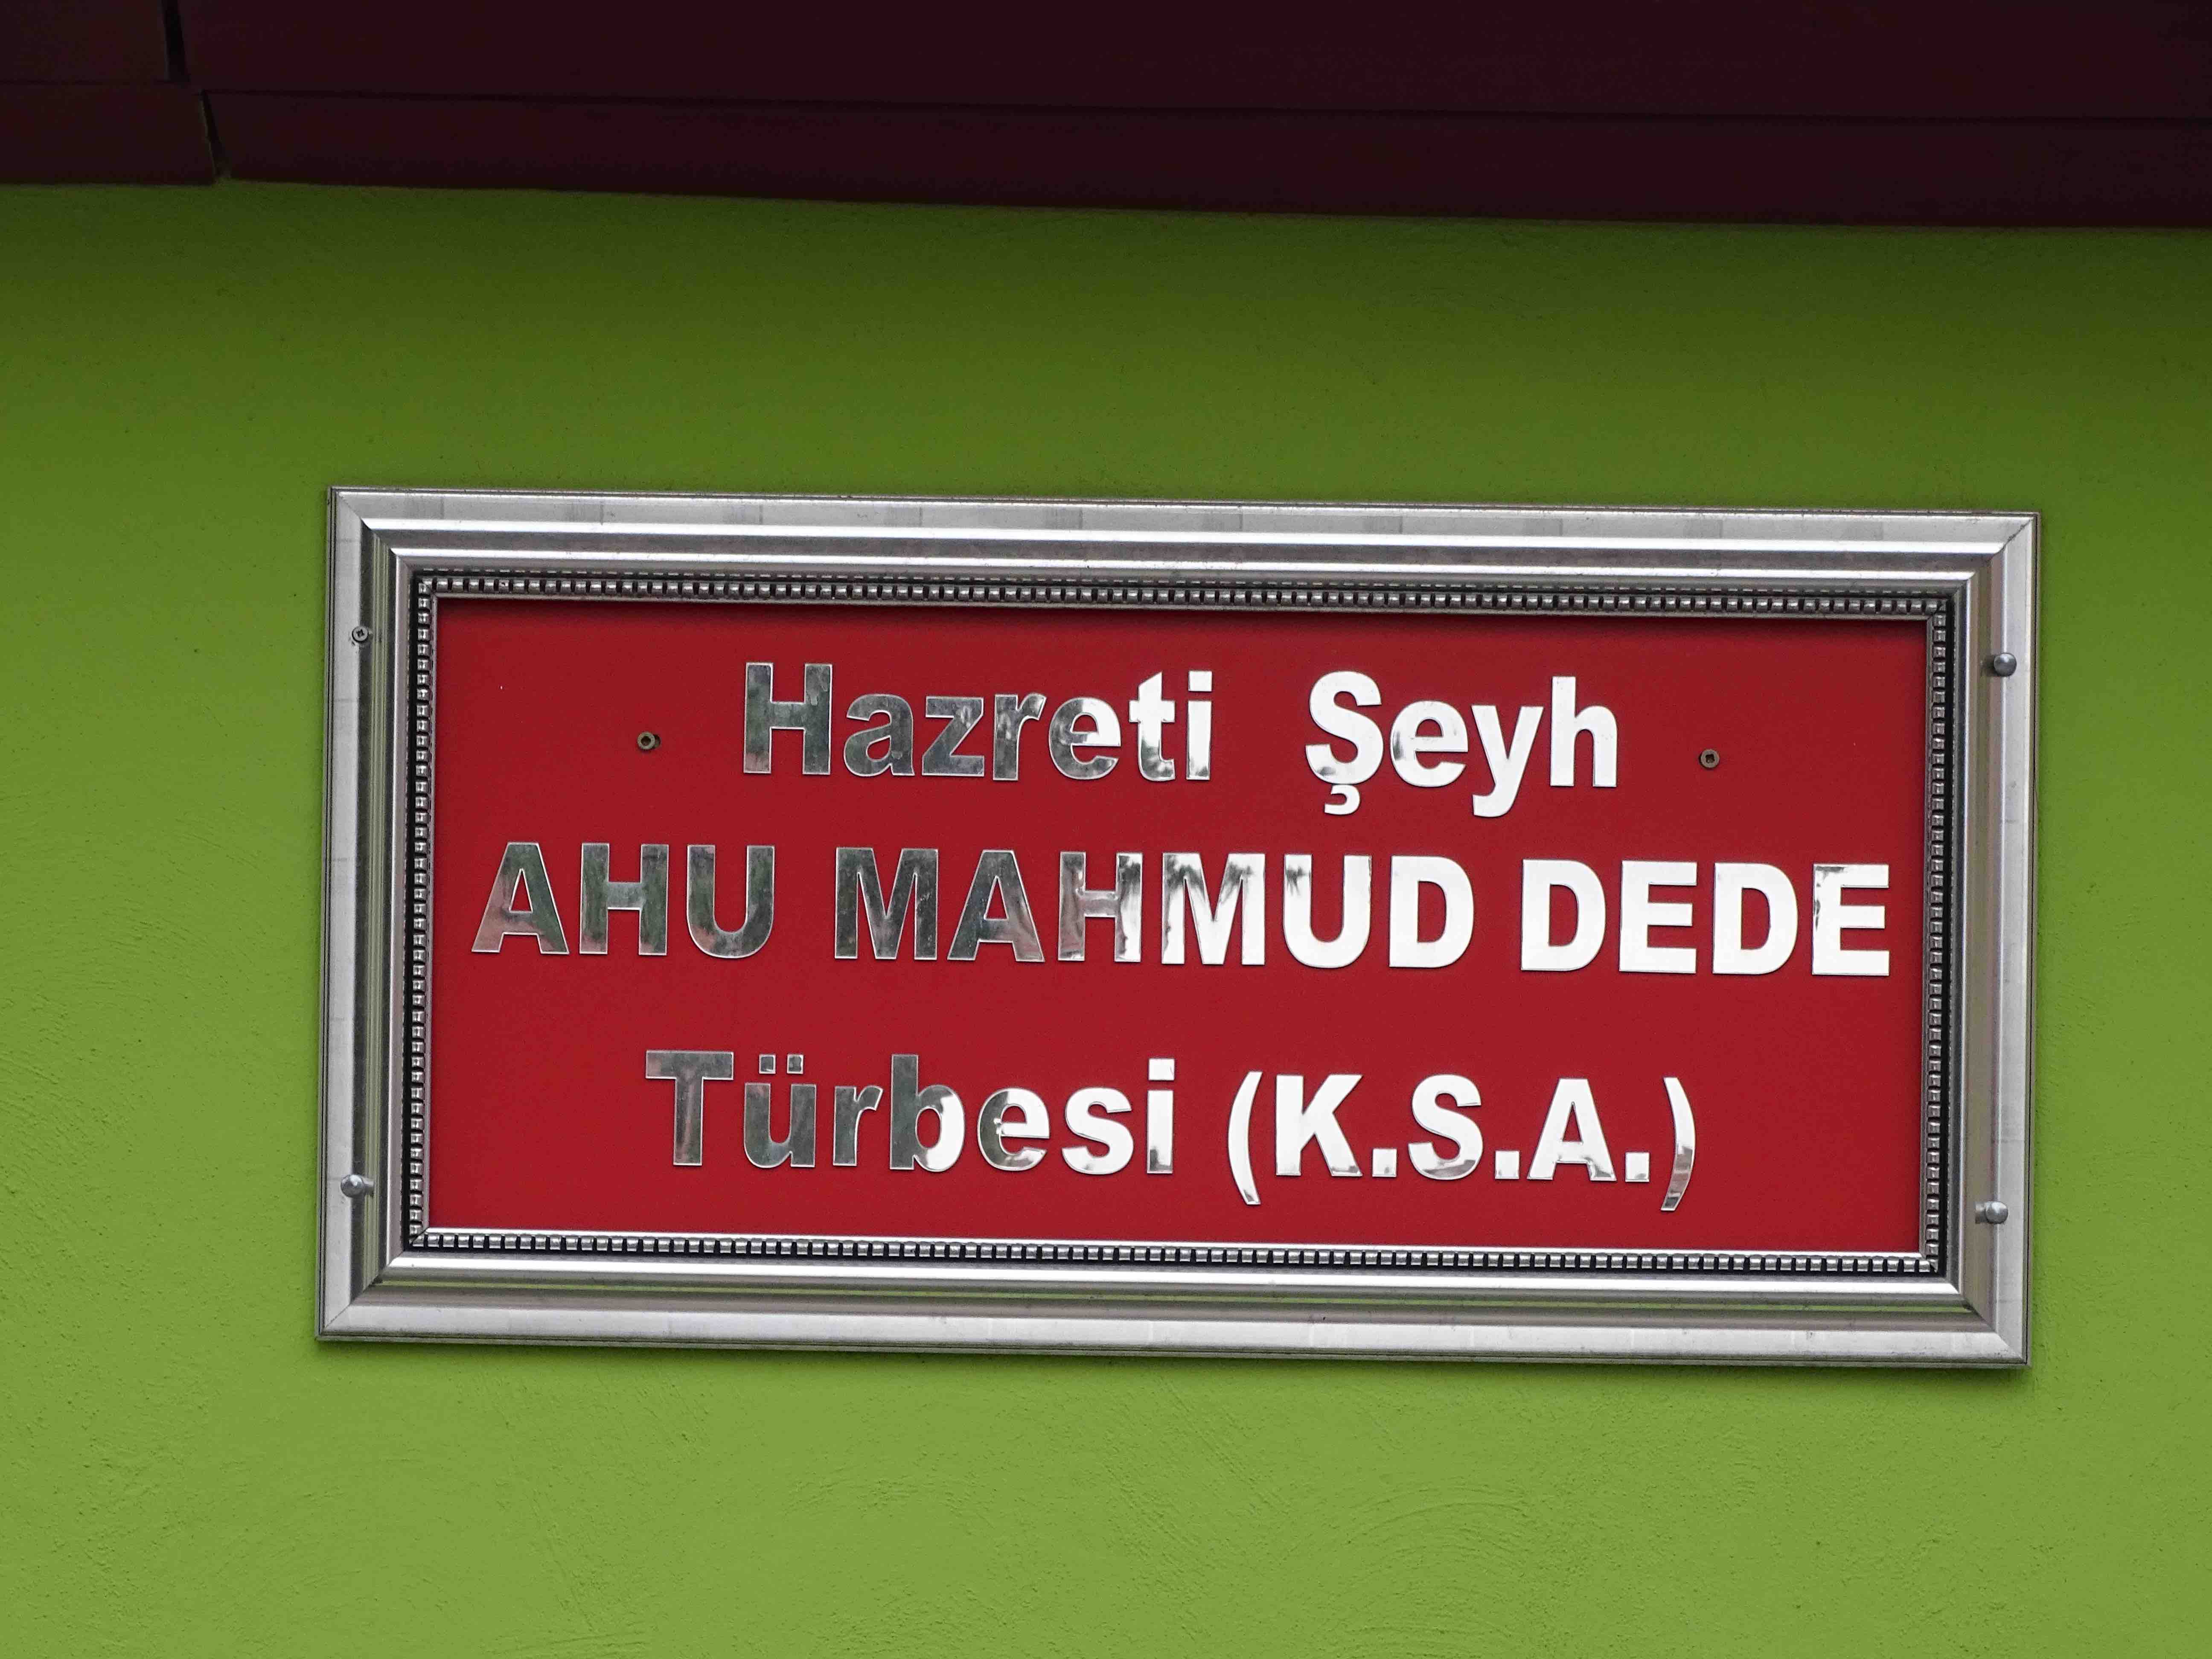 Hazreti Şeyh
AHU MAHMUD DEDE
Türbesi (K.S.A.)